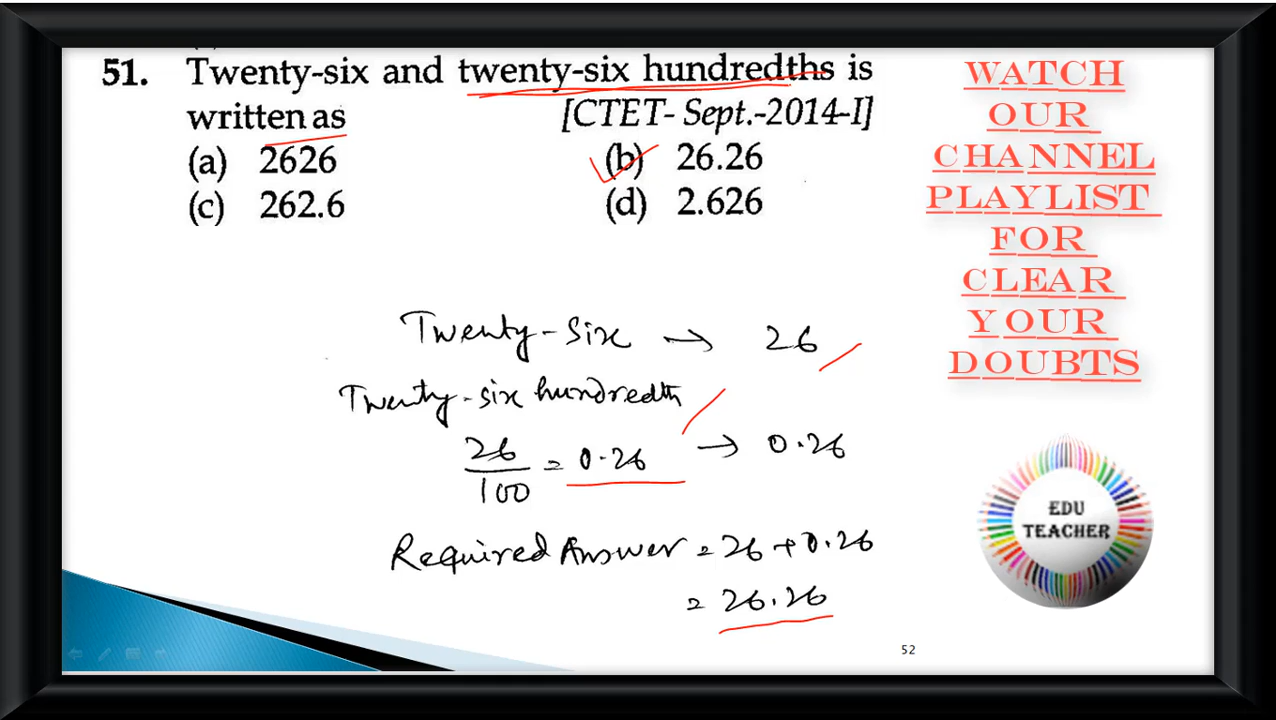 51. Twenty-six and twenty-six hundredths is
written as [CTET- Sept.-2014-I]
(a) 2626 (b) 26.26
(c) 262.6 (d) 2.626
Twenty-Six → 26
Twenty-six hundredth
26/100 = 0.26 → 0.26
Required Answer = 26 + 0.26
= 26.26
WATCH
OUR
CHANNEL
PLAYLIST
FOR
CLEAR
YOUR
DOUBTS
EDU
TEACHER
52